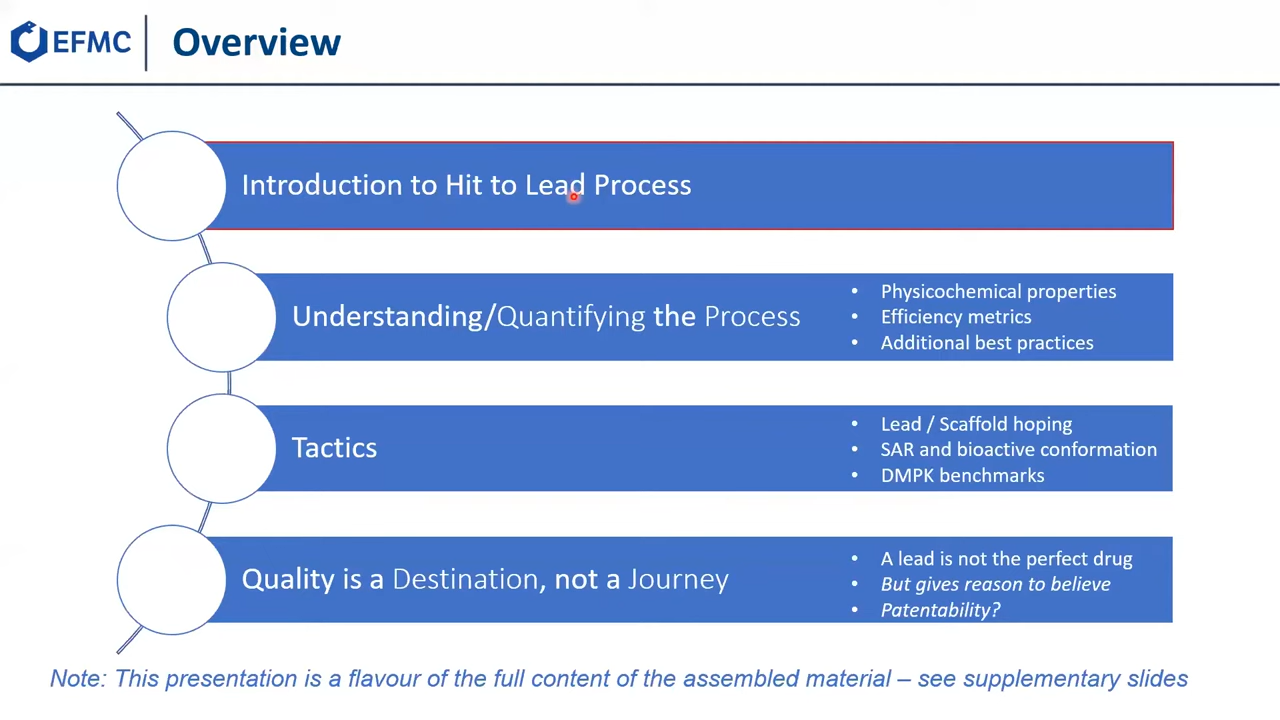 EFMC
Overview
Introduction to Hit to Lead Process
Understanding/Quantifying the Process
• Physicochemical properties
• Efficiency metrics
• Additional best practices
Tactics
• Lead / Scaffold hoping
• SAR and bioactive conformation
• DMPK benchmarks
Quality is a Destination, not a Journey
• A lead is not the perfect drug
• But gives reason to believe
• Patentability?
Note: This presentation is a flavour of the full content of the assembled material – see supplementary slides